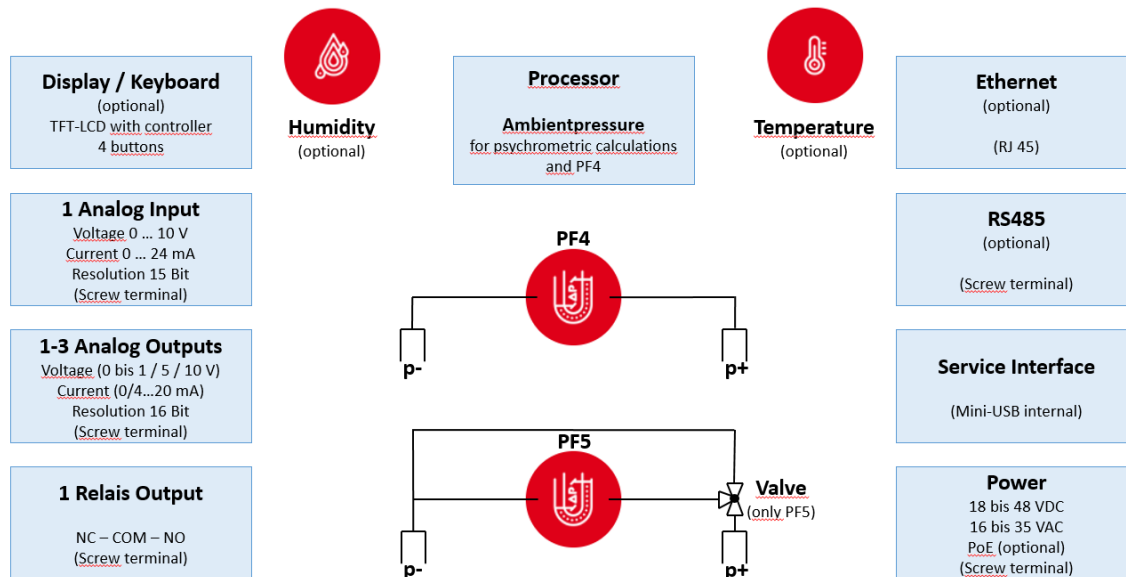 Display / Keyboard
(optional)
TFT-LCD with controller
4 buttons
Humidity
(optional)
Processor
Ambientpressure
for psychrometric calculations
and PF4
Temperature
(optional)
Ethernet
(optional)
(RJ 45)
1 Analog Input
Voltage 0 … 10 V
Current 0 … 24 mA
Resolution 15 Bit
(Screw terminal)
PF4
ΔP
p-
p+
RS485
(optional)
(Screw terminal)
1-3 Analog Outputs
Voltage (0 bis 1 / 5 / 10 V)
Current (0/4…20 mA)
Resolution 16 Bit
(Screw terminal)
Service Interface
(Mini-USB internal)
1 Relais Output
NC – COM – NO
(Screw terminal)
PF5
ΔP
Valve
(only PF5)
p-
p+
Power
18 bis 48 VDC
16 bis 35 VAC
PoE (optional)
(Screw terminal)